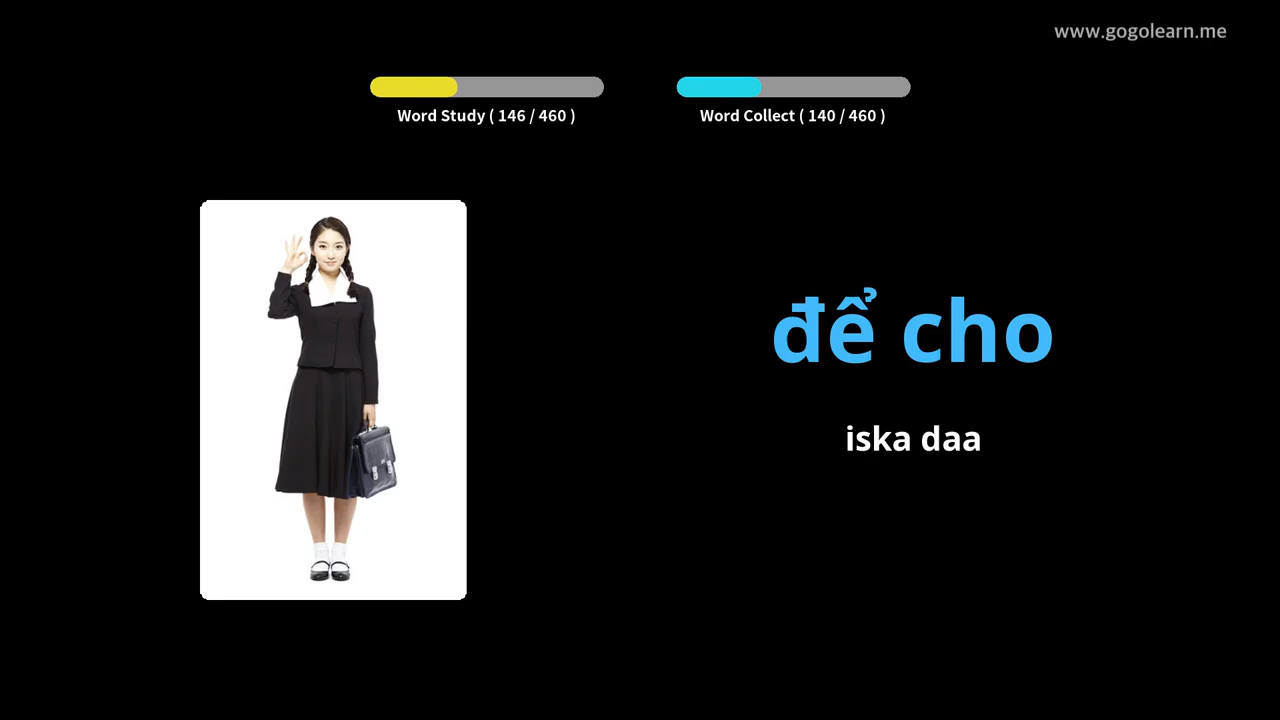 www.gogolearn.me
Word Study ( 146 / 460 )
Word Collect ( 140 / 460 )
để cho
iska daa